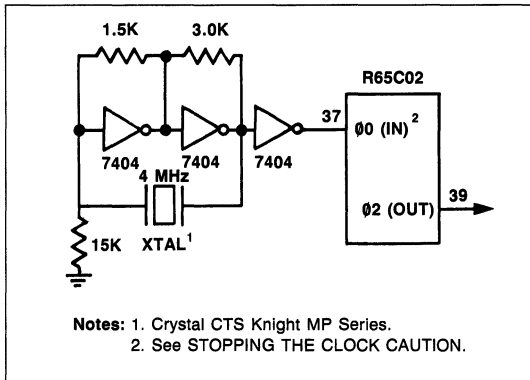 1.5K 3.0K
R65C02
37
Ø0 (IN)²
7404 7404 7404
4 MHz
Ø2 (OUT) 39
15K
XTAL¹
Notes: 1. Crystal CTS Knight MP Series.
2. See STOPPING THE CLOCK CAUTION.